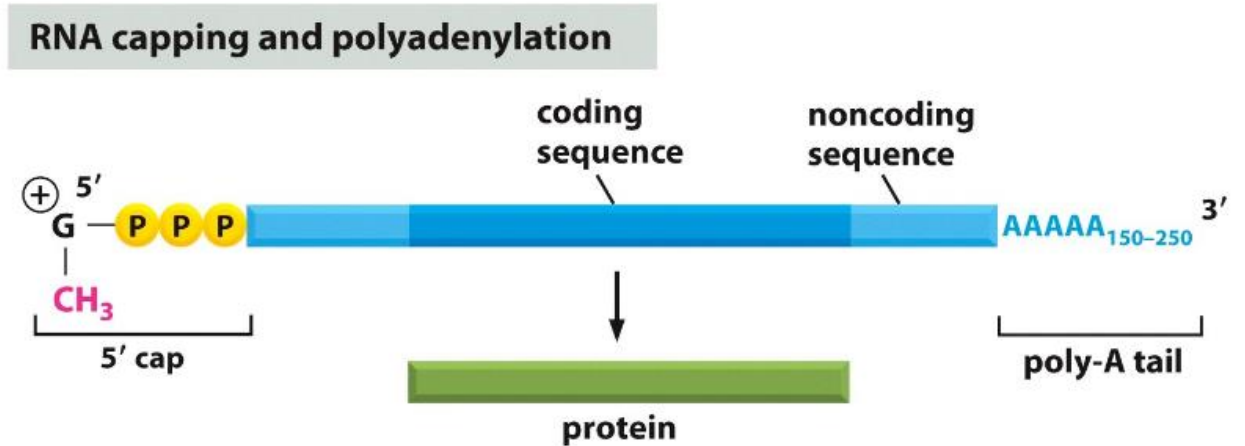 RNA capping and polyadenylation
coding
sequence
noncoding
sequence
+
5′
G
P P P
AAAAA150–250
3′
CH3
5′ cap
poly-A tail
protein